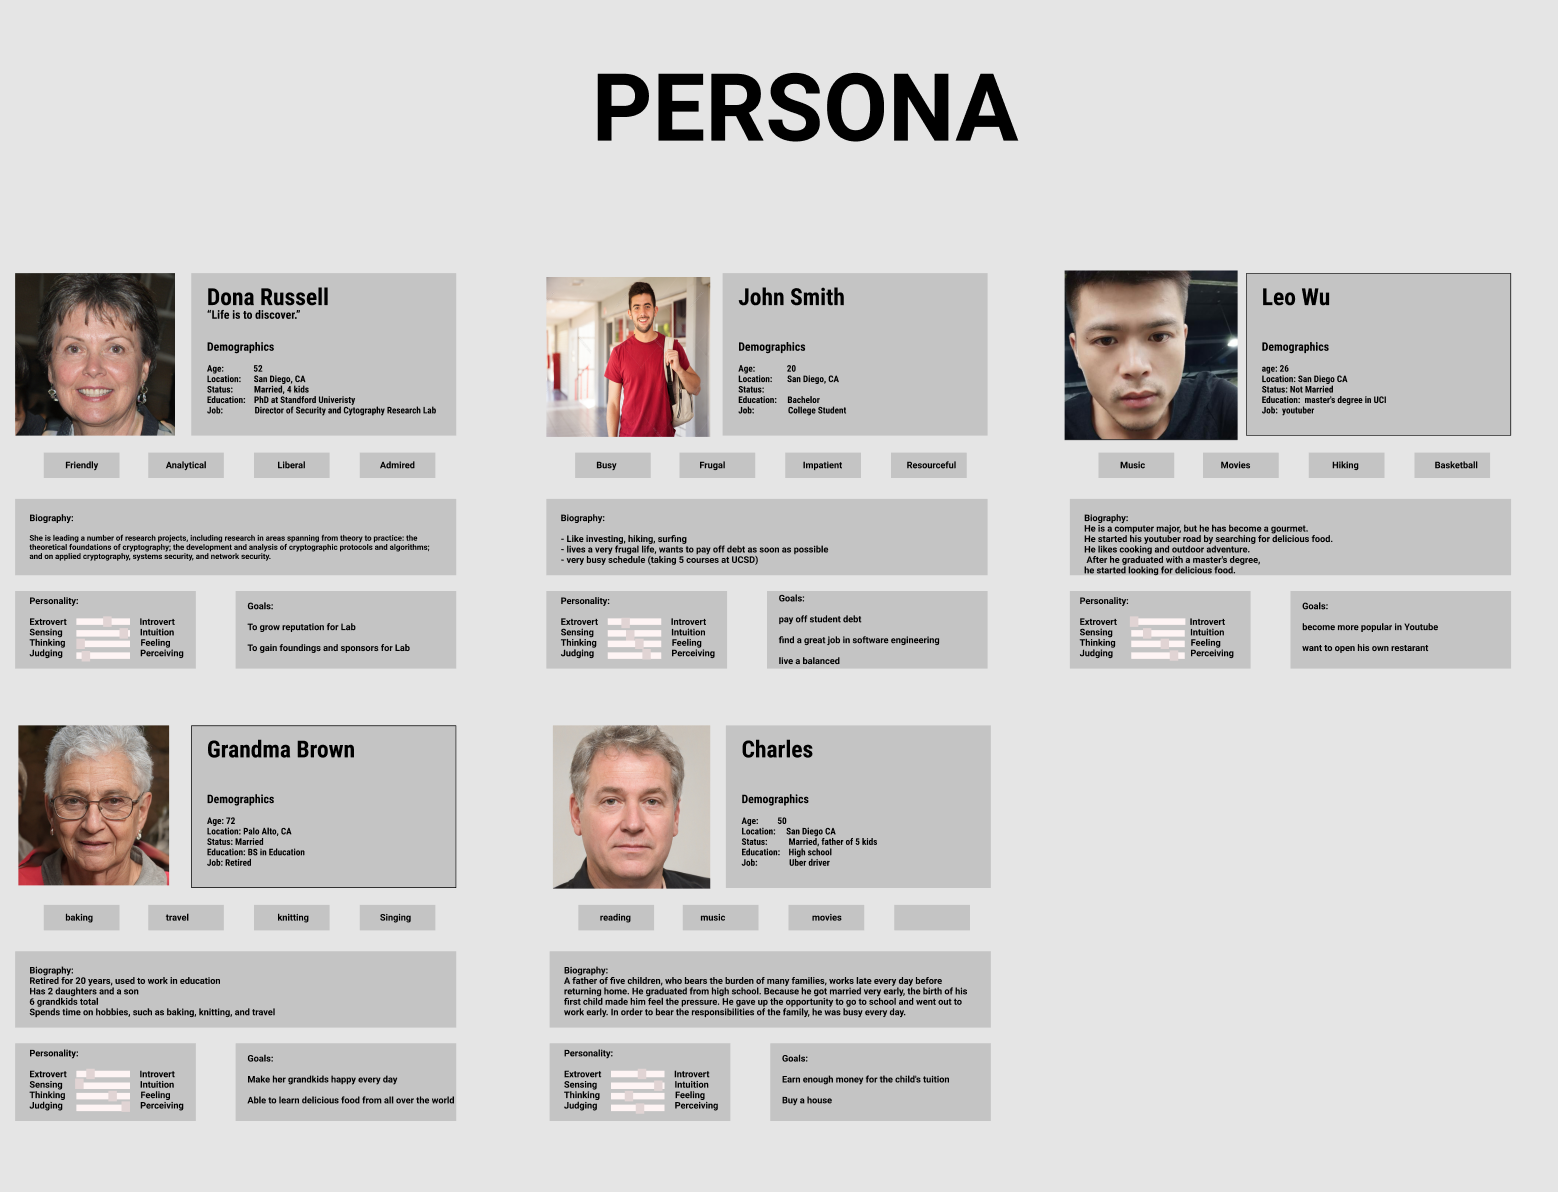 PERSONA
Dona Russell
“Life is to discover.”
Demographics
Age: 52
Location: San Diego, CA
Status: Married, 4 kids
Education: PhD at Standford Univeristy
Job: Director of Security and Cytography Research Lab
Friendly Analytical Liberal Admired
Biography:
She is leading a number of research projects, including research in areas spanning from theory to practice: the
theoretical foundations of cryptography; the development and analysis of cryptographic protocols and algorithms;
and on applied cryptography, systems security, and network security.
Personality:
Extrovert Introvert
Sensing Intuition
Thinking Feeling
Judging Perceiving
Goals:
To grow reputation for Lab
To gain foundings and sponsors for Lab
John Smith
Demographics
Age: 20
Location: San Diego, CA
Status:
Education: Bachelor
Job: College Student
Busy Frugal Impatient Resourceful
Biography:
- Like investing, hiking, surfing
- lives a very frugal life, wants to pay off debt as soon as possible
- very busy schedule (taking 5 courses at UCSD)
Personality:
Extrovert Introvert
Sensing Intuition
Thinking Feeling
Judging Perceiving
Goals:
pay off student debt
find a great job in software engineering
live a balanced
Leo Wu
Demographics
age: 26
Location: San Diego CA
Status: Not Married
Education: master's degree in UCI
Job: youtuber
Music Movies Hiking Basketball
Biography:
He is a computer major, but he has become a gourmet.
He started his youtuber road by searching for delicious food.
He likes cooking and outdoor adventure.
After he graduated with a master's degree,
he started looking for delicious food.
Personality:
Extrovert Introvert
Sensing Intuition
Thinking Feeling
Judging Perceiving
Goals:
become more popular in Youtube
want to open his own restarant
Grandma Brown
Demographics
Age: 72
Location: Palo Alto, CA
Status: Married
Education: BS in Education
Job: Retired
baking travel knitting Singing
Biography:
Retired for 20 years, used to work in education
Has 2 daughters and a son
6 grandkids total
Spends time on hobbies, such as baking, knitting, and travel
Personality:
Extrovert Introvert
Sensing Intuition
Thinking Feeling
Judging Perceiving
Goals:
Make her grandkids happy every day
Able to learn delicious food from all over the world
Charles
Demographics
Age: 50
Location: San Diego CA
Status: Married, father of 5 kids
Education: High school
Job: Uber driver
reading music movies
Biography:
A father of five children, who bears the burden of many families, works late every day before
returning home. He graduated from high school. Because he got married very early, the birth of his
first child made him feel the pressure. He gave up the opportunity to go to school and went out to
work early. In order to bear the responsibilities of the family, he was busy every day.
Personality:
Extrovert Introvert
Sensing Intuition
Thinking Feeling
Judging Perceiving
Goals:
Earn enough money for the child's tuition
Buy a house